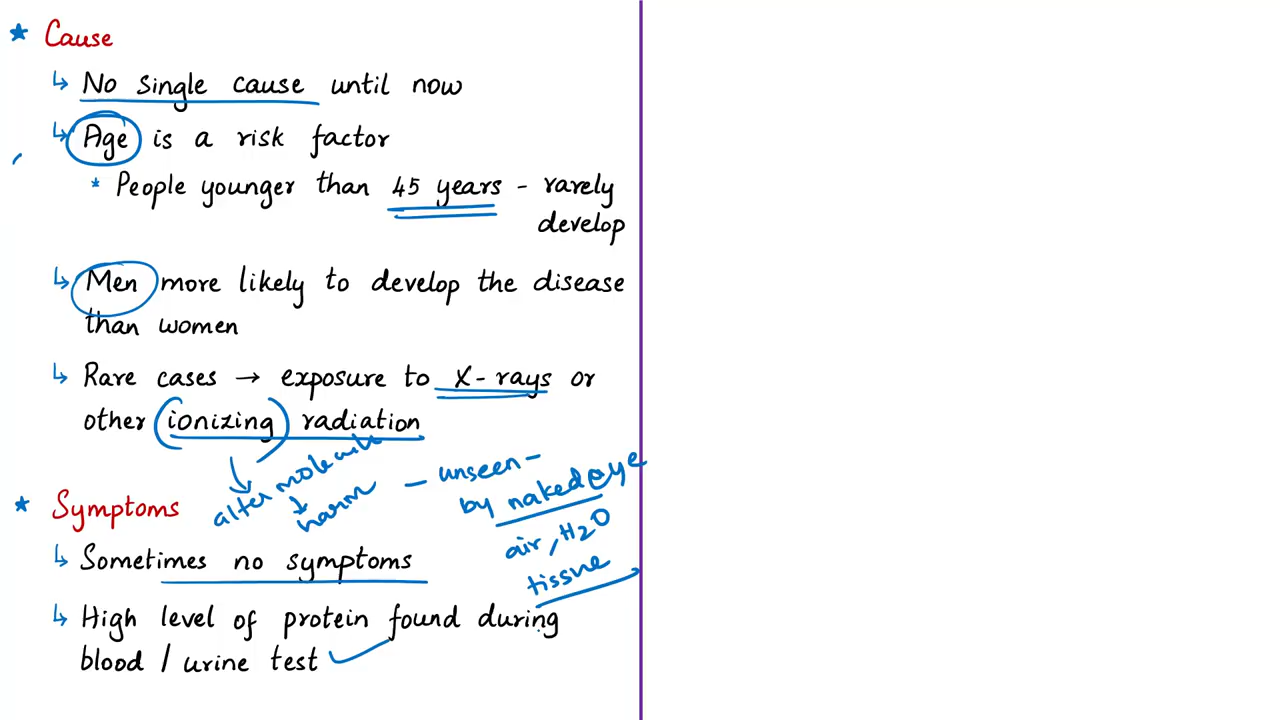 * Cause
↳ No single cause until now
↳ Age is a risk factor
* People younger than 45 years - rarely
develop
↳ Men more likely to develop the disease
than women
↳ Rare cases → exposure to X-rays or
other (ionizing) radiation
alter molecule
harm
- unseen -
by naked eye
air, H2O
tissue
* Symptoms
↳ Sometimes no symptoms
↳ High level of protein found during
blood / urine test